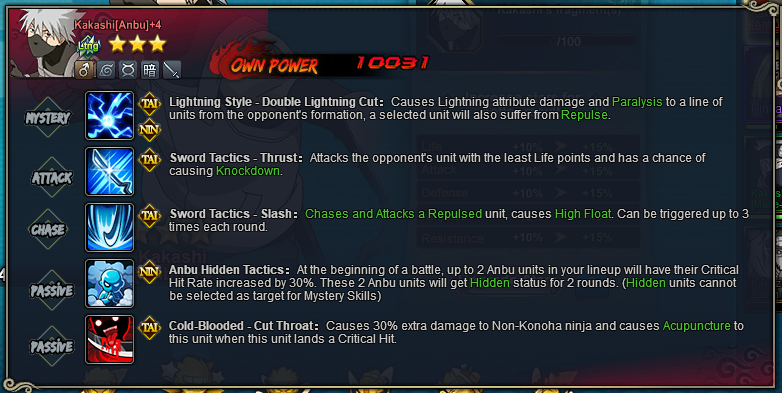 Kakashi[Anbu]+4
Ltng
暗
OWN POWER 10031
/100
MYSTERY
TAI
NIN
Lightning Style - Double Lightning Cut：Causes Lightning attribute damage and Paralysis to a line
of units from the opponent's formation, a selected unit will also suffer from Repulse.
ATTACK
TAI
Sword Tactics - Thrust：Attacks the opponent's unit with the least Life points and has a chance of
causing Knockdown.
CHASE
TAI
Sword Tactics - Slash：Chases and Attacks a Repulsed unit, causes High Float. Can be triggered up to 3
times each round.
PASSIVE
NIN
Anbu Hidden Tactics：At the beginning of a battle, up to 2 Anbu units in your lineup will have their Critical
Hit Rate increased by 30%. These 2 Anbu units will get Hidden status for 2 rounds. (Hidden units cannot
be selected as target for Mystery Skills)
PASSIVE
TAI
Cold-Blooded - Cut Throat：Causes 30% extra damage to Non-Konoha ninja and causes Acupuncture to
this unit when this unit lands a Critical Hit.